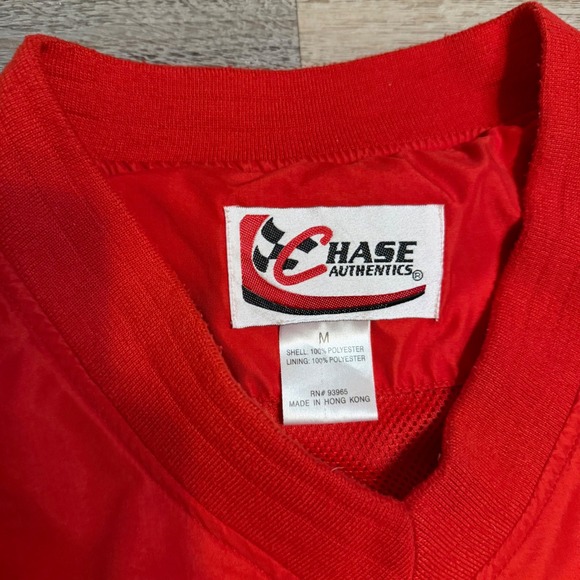 CHASE
AUTHENTICS®
M
SHELL: 100% POLYESTER
LINING: 100% POLYESTER
RN# 93965
MADE IN HONG KONG